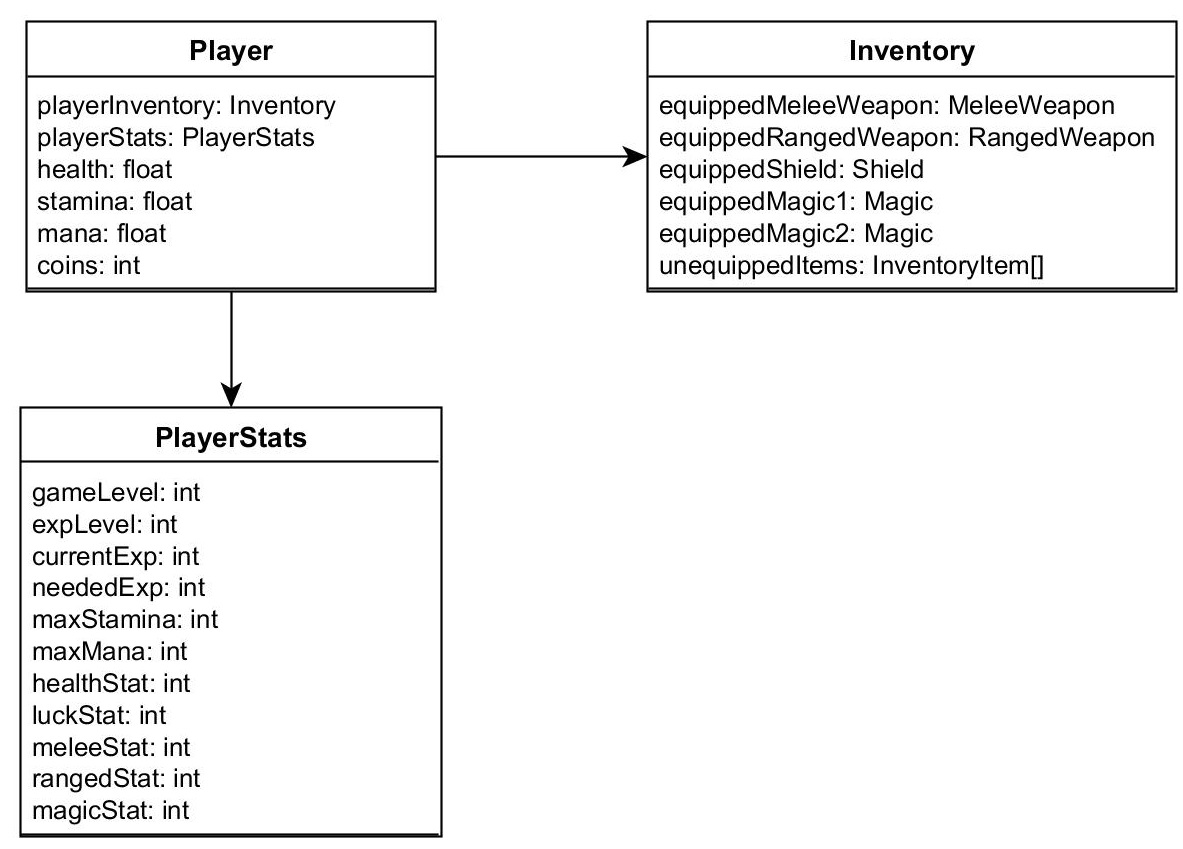 Player
playerInventory: Inventory
playerStats: PlayerStats
health: float
stamina: float
mana: float
coins: int
Inventory
equippedMeleeWeapon: MeleeWeapon
equippedRangedWeapon: RangedWeapon
equippedShield: Shield
equippedMagic1: Magic
equippedMagic2: Magic
unequippedItems: InventoryItem[]
PlayerStats
gameLevel: int
expLevel: int
currentExp: int
neededExp: int
maxStamina: int
maxMana: int
healthStat: int
luckStat: int
meleeStat: int
rangedStat: int
magicStat: int